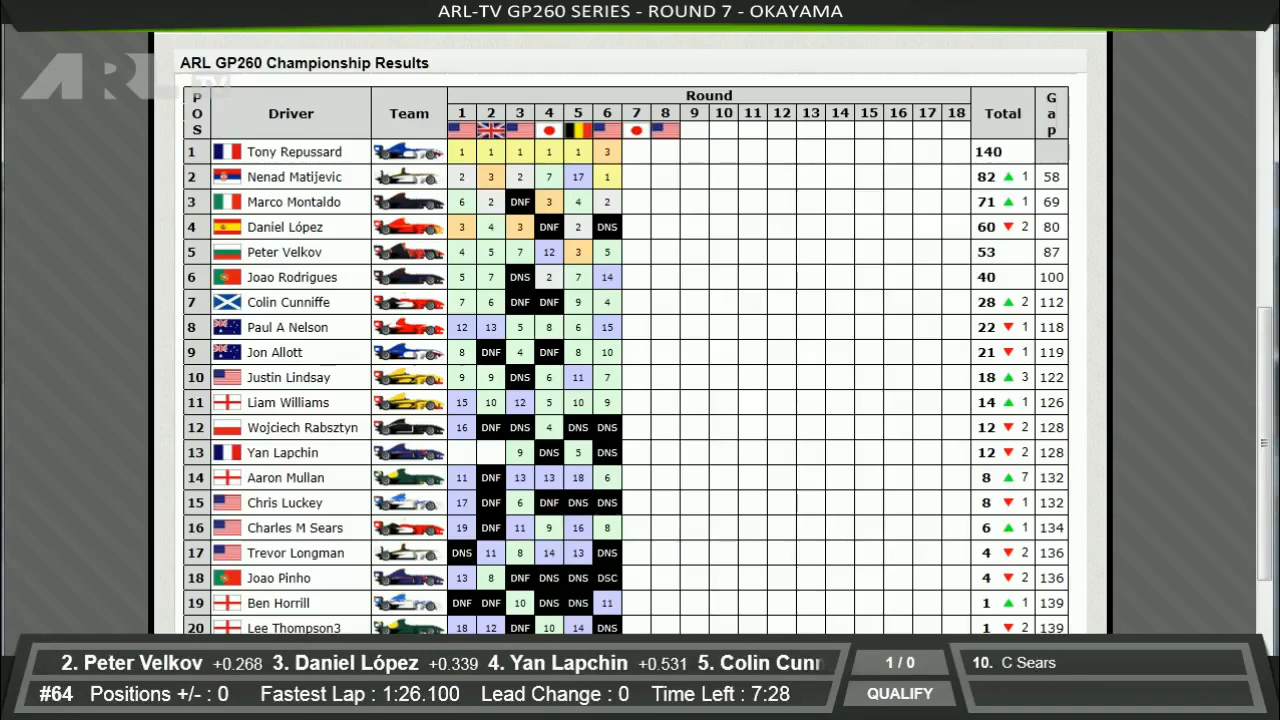 ARL-TV GP260 SERIES - ROUND 7 - OKAYAMA
ARL GP260 Championship Results
ARL TV
POS Driver Team Round Total Gap
1 2 3 4 5 6 7 8 9 10 11 12 13 14 15 16 17 18
1 Tony Repussard 1 1 1 1 1 3 140
2 Nenad Matijevic 2 3 2 7 17 1 82 ▲ 1 58
3 Marco Montaldo 6 2 DNF 3 4 2 71 ▲ 1 69
4 Daniel López 3 4 3 DNF 2 DNS 60 ▼ 2 80
5 Peter Velkov 4 5 7 12 3 5 53 87
6 Joao Rodrigues 5 7 DNS 2 7 14 40 100
7 Colin Cunniffe 7 6 DNF DNF 9 4 28 ▲ 2 112
8 Paul A Nelson 12 13 5 8 6 15 22 ▼ 1 118
9 Jon Allott 8 DNF 4 DNF 8 10 21 ▼ 1 119
10 Justin Lindsay 9 9 DNS 6 11 7 18 ▲ 3 122
11 Liam Williams 15 10 12 5 10 9 14 ▲ 1 126
12 Wojciech Rabsztyn 16 DNF DNS 4 DNS DNS 12 ▼ 2 128
13 Yan Lapchin 9 DNS 5 DNS 12 ▼ 2 128
14 Aaron Mullan 11 DNF 13 13 18 6 8 ▲ 7 132
15 Chris Luckey 17 DNF 6 DNF DNS DNS 8 ▼ 1 132
16 Charles M Sears 19 DNF 11 9 16 8 6 ▲ 1 134
17 Trevor Longman DNS 11 8 14 13 DNS 4 ▼ 2 136
18 Joao Pinho 13 8 DNF DNS DNS DSC 4 ▼ 2 136
19 Ben Horrill DNF DNF 10 DNS DNS 11 1 ▲ 1 139
20 Lee Thompson3 18 12 DNF 10 14 DNS 1 ▼ 2 139
2. Peter Velkov +0.268 3. Daniel López +0.339 4. Yan Lapchin +0.531 5. Colin Cunn
1 / 0
10. C Sears
#64 Positions +/- : 0 Fastest Lap : 1:26.100 Lead Change : 0 Time Left : 7:28
QUALIFY